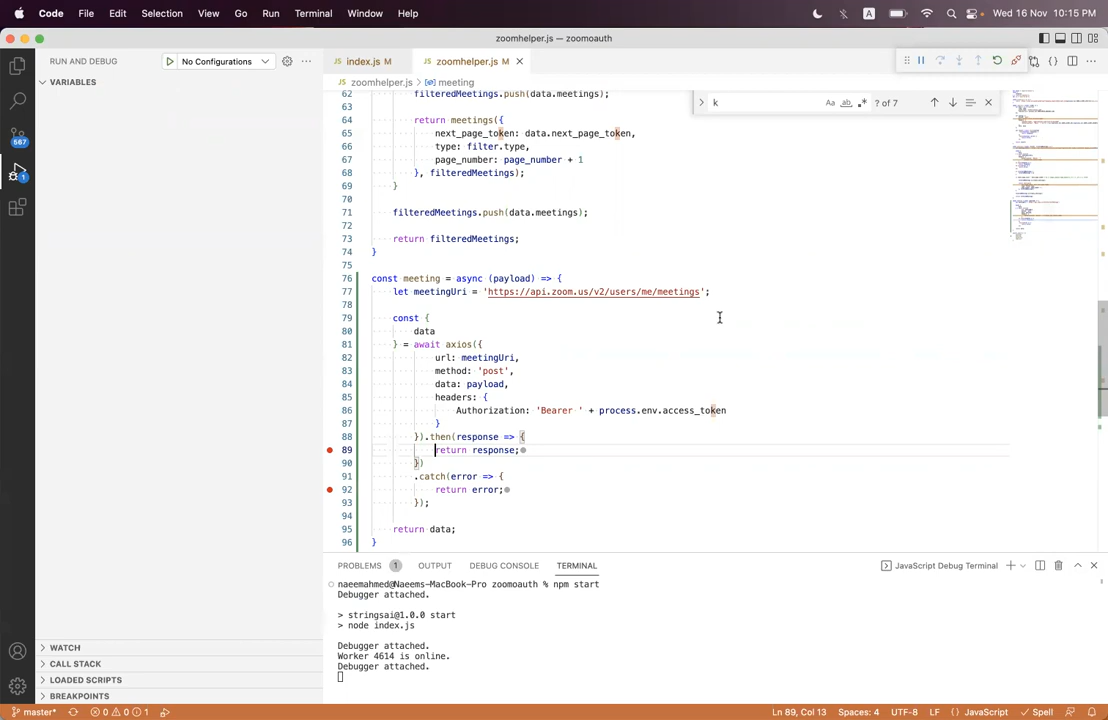 Code File Edit Selection View Go Run Terminal Window Help A Wed 16 Nov 10:15 PM
zoomhelper.js — zoomoauth
RUN AND DEBUG No Configurations
JS index.js M JS zoomhelper.js M
zoomhelper.js > meeting
VARIABLES
k Aa ab ? of 7
62 filteredMeetings.push(data.meetings);
63
64 return meetings({
65 next_page_token: data.next_page_token,
66 type: filter.type,
67 page_number: page_number + 1
68 }, filteredMeetings);
69 }
70
71 filteredMeetings.push(data.meetings);
72
73 return filteredMeetings;
74 }
75
76 const meeting = async (payload) => {
77 let meetingUri = 'https://api.zoom.us/v2/users/me/meetings';
78
79 const {
80 data
81 } = await axios({
82 url: meetingUri,
83 method: 'post',
84 data: payload,
85 headers: {
86 Authorization: 'Bearer ' + process.env.access_token
87 }
88 }).then(response => {
89 return response;
90 })
91 .catch(error => {
92 return error;
93 });
94
95 return data;
96 }
567
1
PROBLEMS 1 OUTPUT DEBUG CONSOLE TERMINAL JavaScript Debug Terminal
naeemahmed@Naeems-MacBook-Pro zoomoauth % npm start
Debugger attached.
> stringsai@1.0.0 start
> node index.js
Debugger attached.
Worker 4614 is online.
Debugger attached.
WATCH
CALL STACK
LOADED SCRIPTS
BREAKPOINTS
master* 0 0 1 Ln 89, Col 13 Spaces: 4 UTF-8 LF {} JavaScript Spell